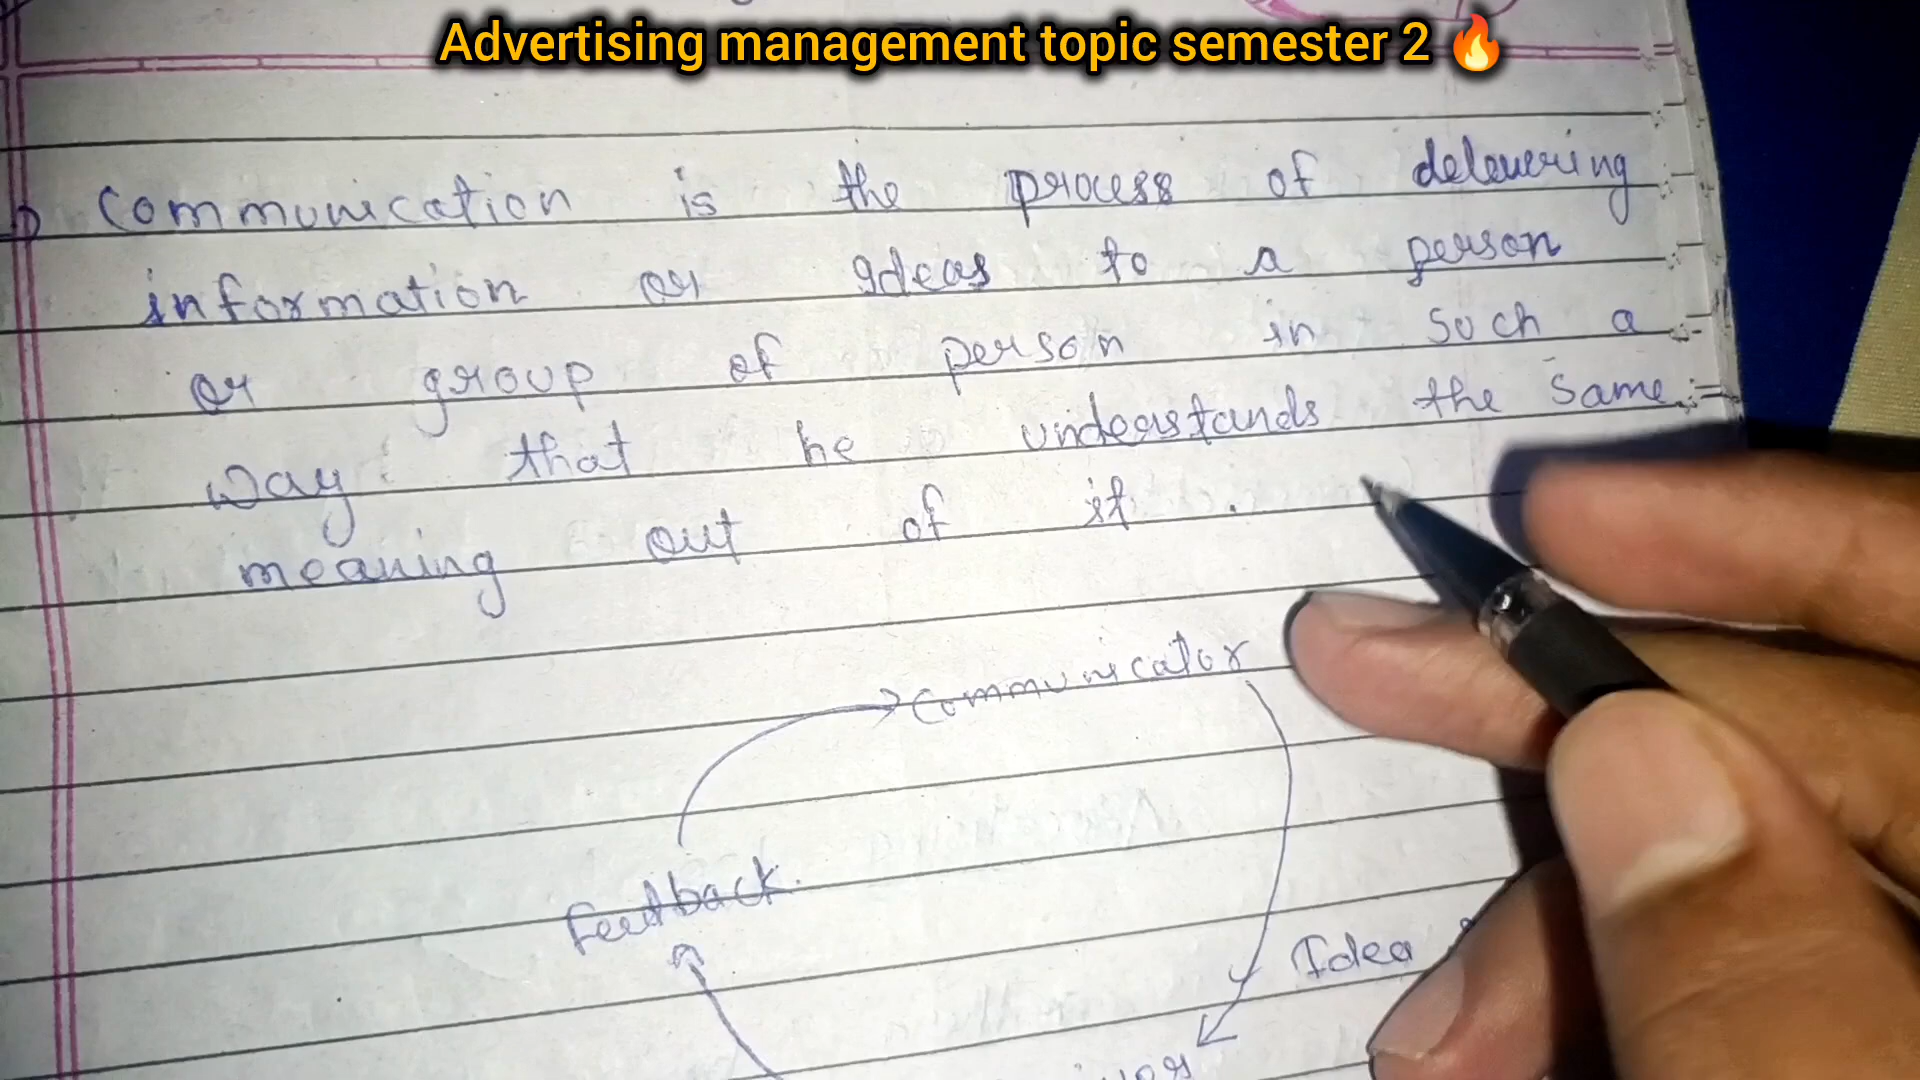 Advertising management topic semester 2 🔥
Communication is the process of delevering
information or ideas to a person
or group of person in such a
way that he understands the same
meaning out of it .
Communicator
Feedback.
Idea